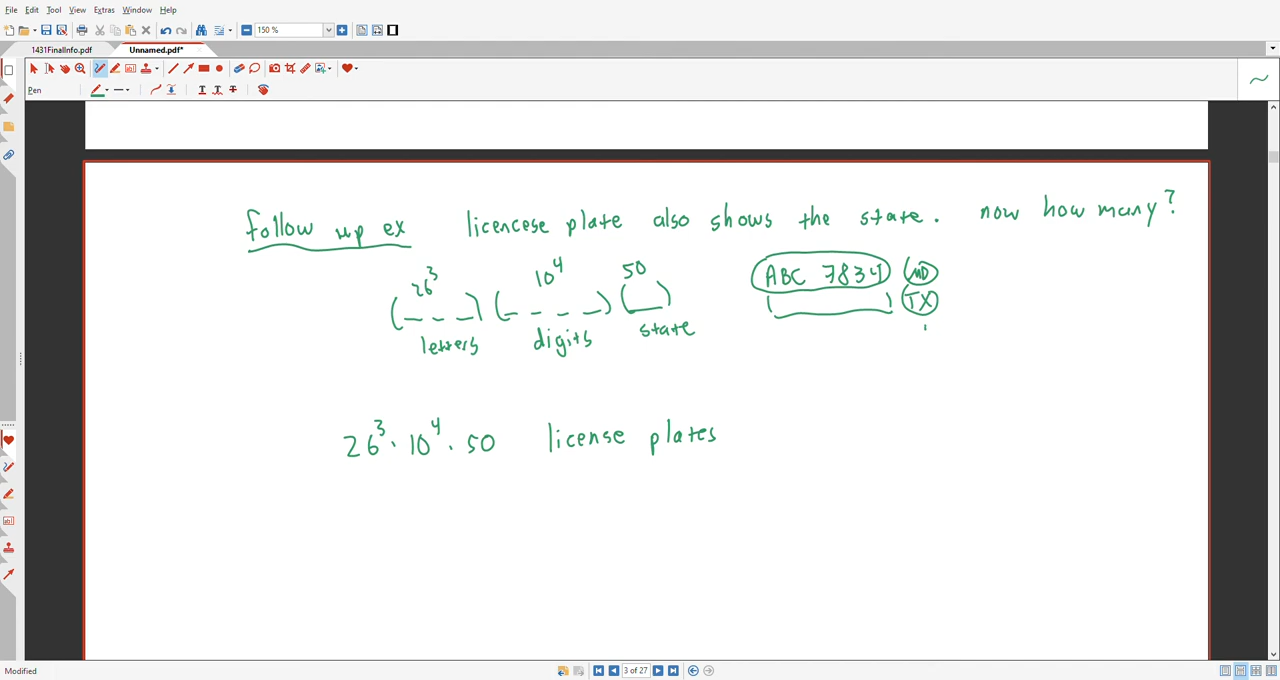 File Edit Tool View Extras Window Help
150 %
1431FinalInfo.pdf Unnamed.pdf*
Pen
follow up ex licencese plate also shows the state. now how many?
26³ 10⁴ 50 ABC 7834 MD
( _ _ _ ) ( _ _ _ _ ) ( _ ) TX
letters digits state
26³ · 10⁴ · 50 license plates
Modified 3 of 27